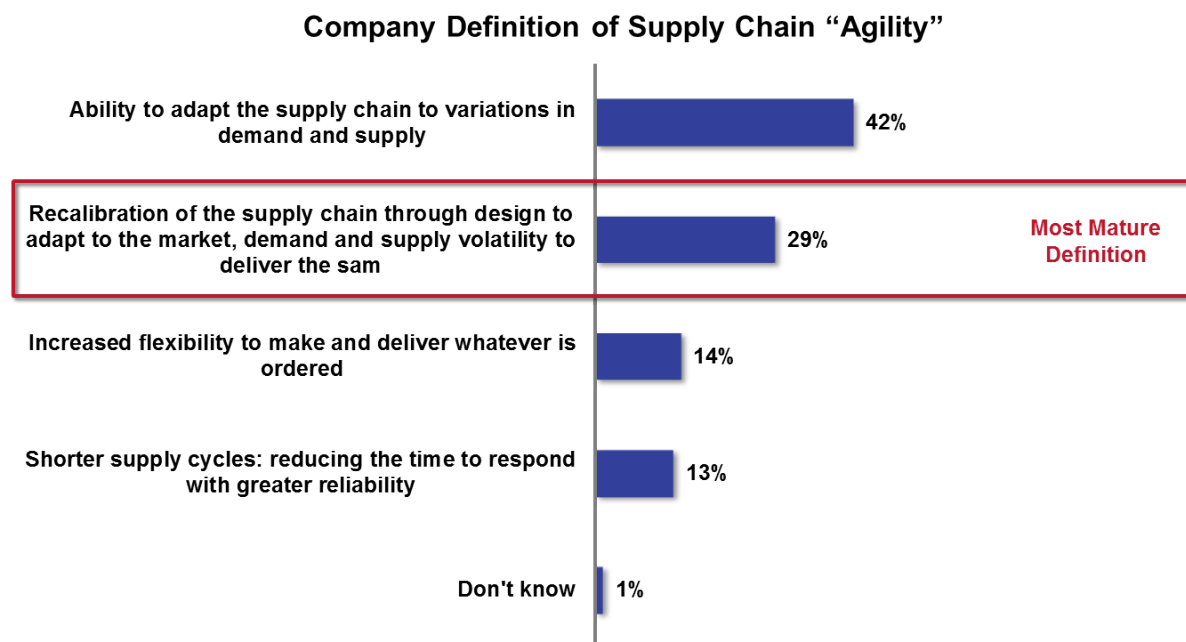 Company Definition of Supply Chain “Agility”
Ability to adapt the supply chain to variations in
demand and supply
42%
Recalibration of the supply chain through design to
adapt to the market, demand and supply volatility to
deliver the sam
29%
Most Mature
Definition
Increased flexibility to make and deliver whatever is
ordered
14%
Shorter supply cycles: reducing the time to respond
with greater reliability
13%
Don't know
1%